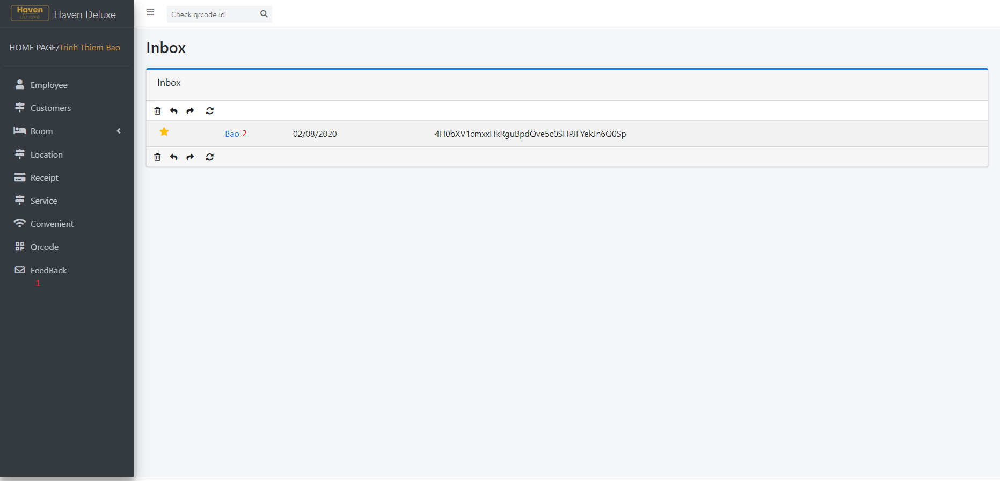 Haven
de luxe
Haven Deluxe
Check qrcode id
HOME PAGE/Trinh Thiem Bao
Employee
Customers
Room
Location
Receipt
Service
Convenient
Qrcode
FeedBack
1
Inbox
Inbox
Bao 2 02/08/2020 4H0bXV1cmxxHkRguBpdQve5c0SHPJFYekJn6Q0Sp